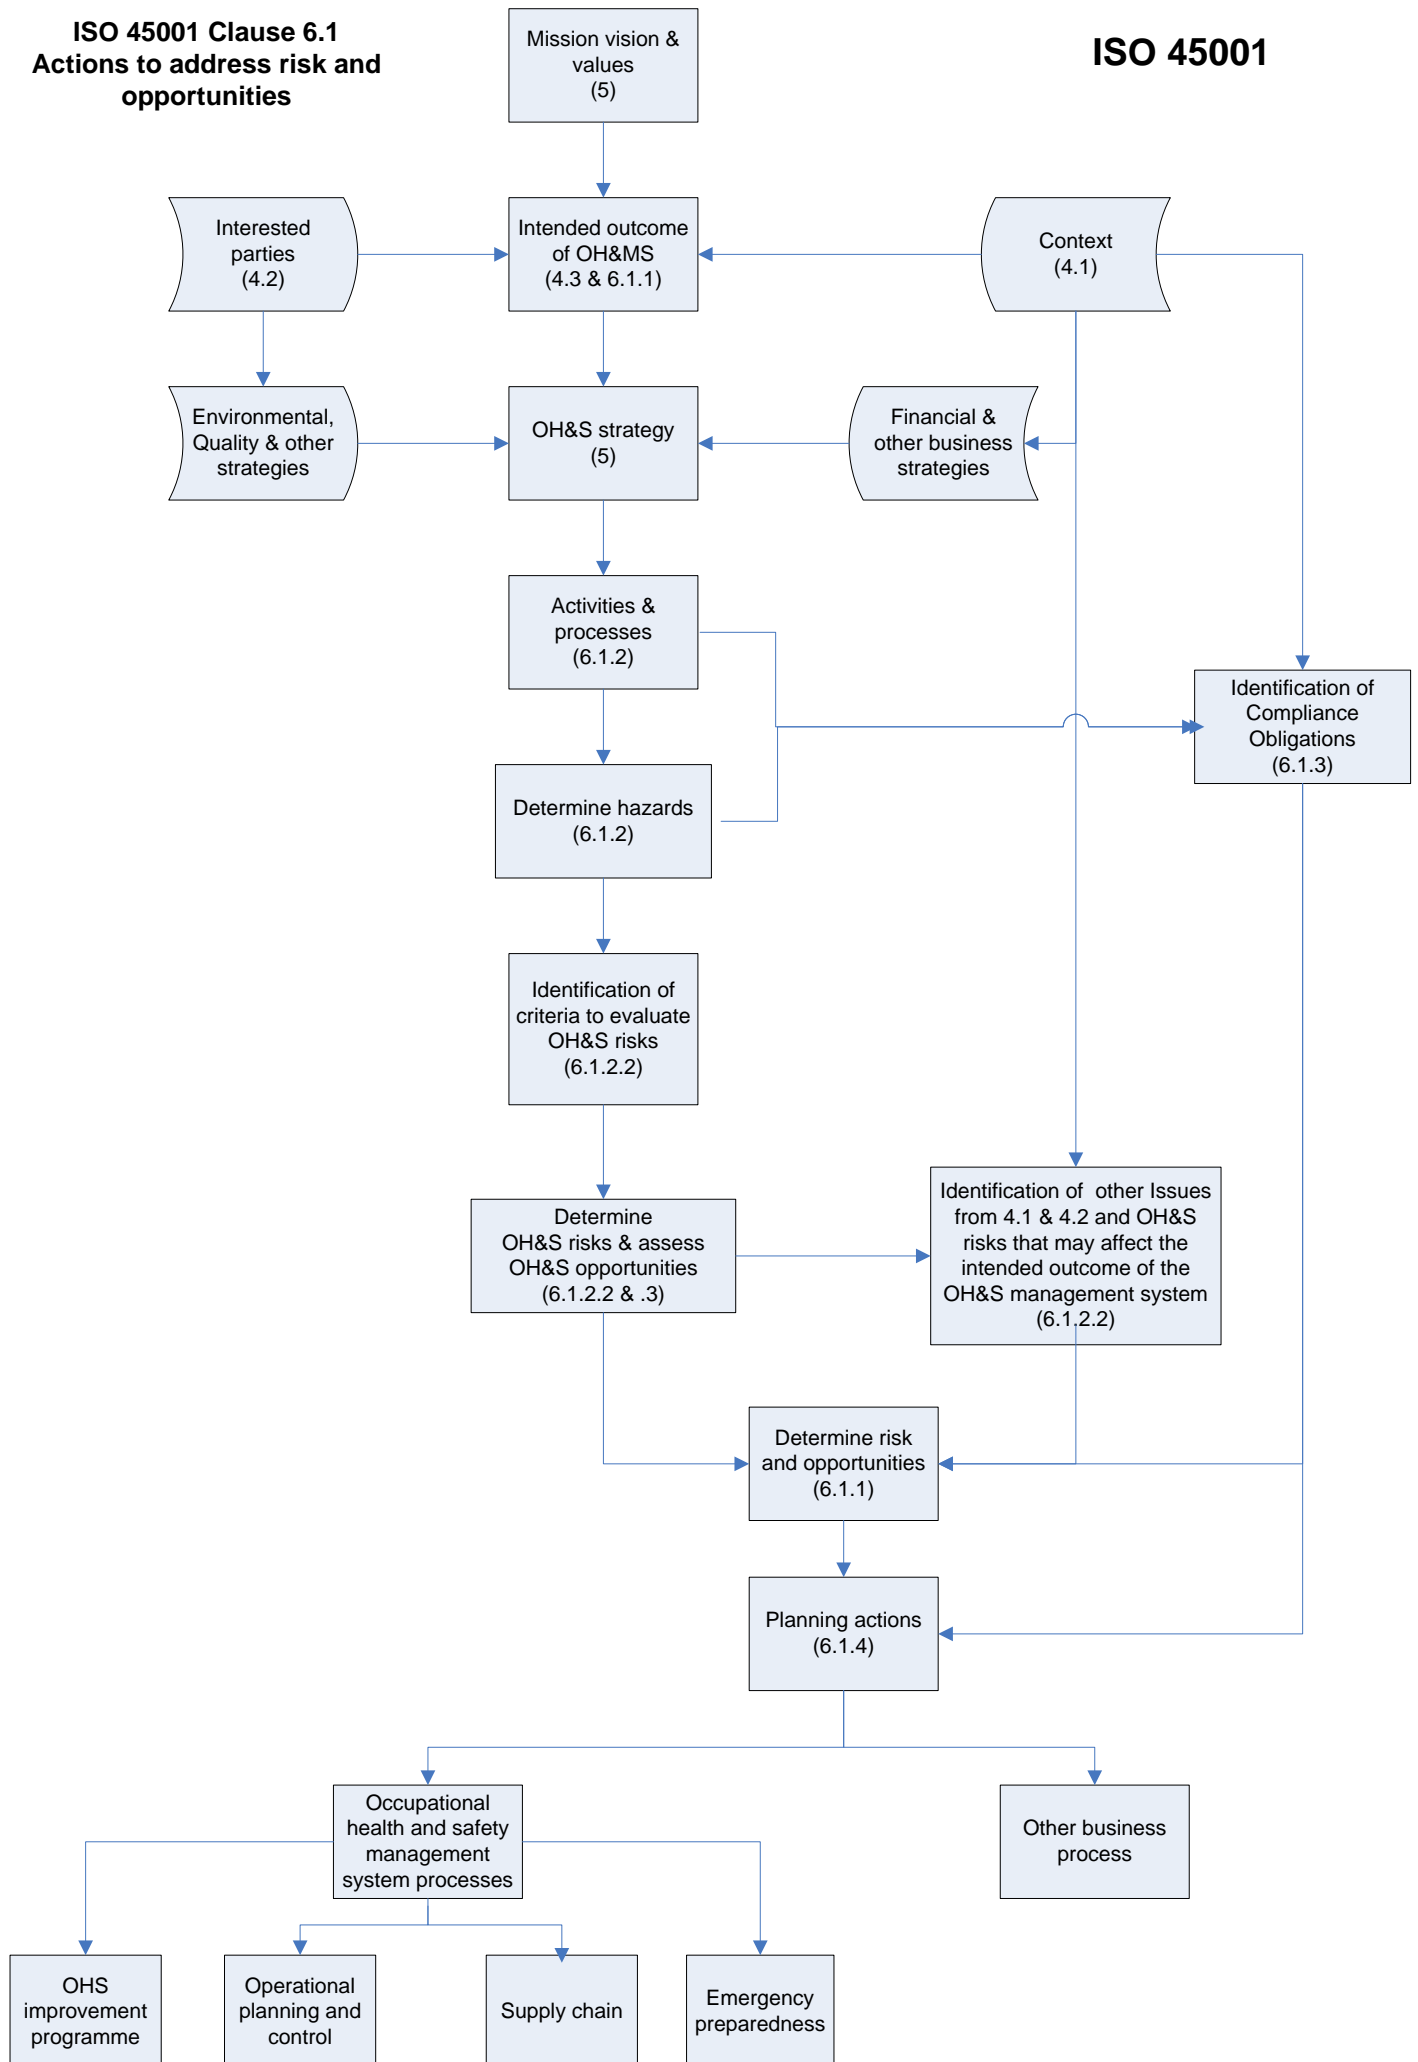 ISO 45001 Clause 6.1
Actions to address risk and
opportunities
ISO 45001
Mission vision &
values
(5)
Interested
parties
(4.2)
Intended outcome
of OH&MS
(4.3 & 6.1.1)
Context
(4.1)
Environmental,
Quality & other
strategies
OH&S strategy
(5)
Financial &
other business
strategies
Activities &
processes
(6.1.2)
Identification of
Compliance
Obligations
(6.1.3)
Determine hazards
(6.1.2)
Identification of
criteria to evaluate
OH&S risks
(6.1.2.2)
Determine
OH&S risks & assess
OH&S opportunities
(6.1.2.2 & .3)
Identification of other Issues
from 4.1 & 4.2 and OH&S
risks that may affect the
intended outcome of the
OH&S management system
(6.1.2.2)
Determine risk
and opportunities
(6.1.1)
Planning actions
(6.1.4)
Occupational
health and safety
management
system processes
Other business
process
OHS
improvement
programme
Operational
planning and
control
Supply chain
Emergency
preparedness